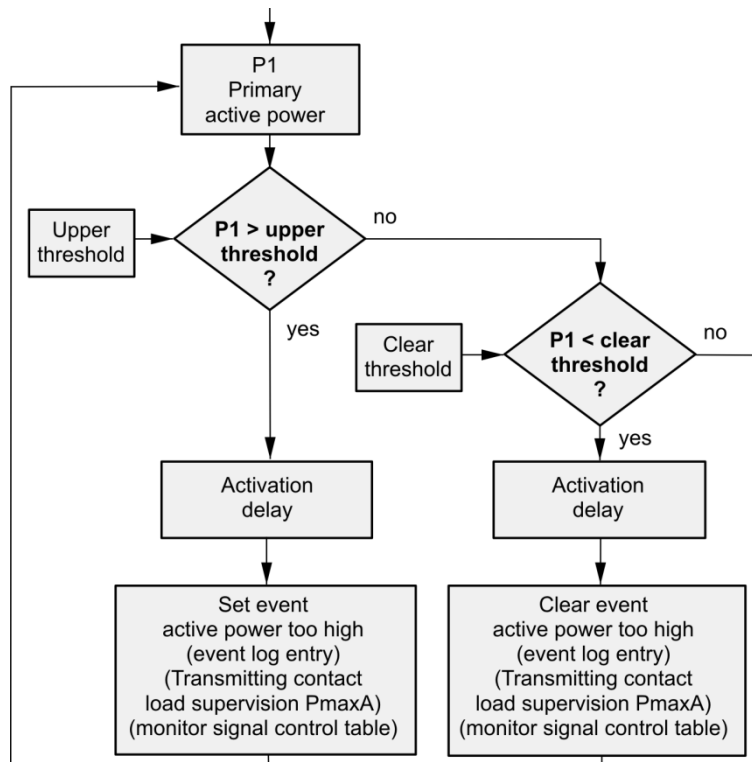 P1
Primary
active power
Upper
threshold
P1 > upper
threshold
?
no
yes
Clear
threshold
P1 < clear
threshold
?
no
yes
Activation
delay
Activation
delay
Set event
active power too high
(event log entry)
(Transmitting contact
load supervision PmaxA)
(monitor signal control table)
Clear event
active power too high
(event log entry)
(Transmitting contact
load supervision PmaxA)
(monitor signal control table)